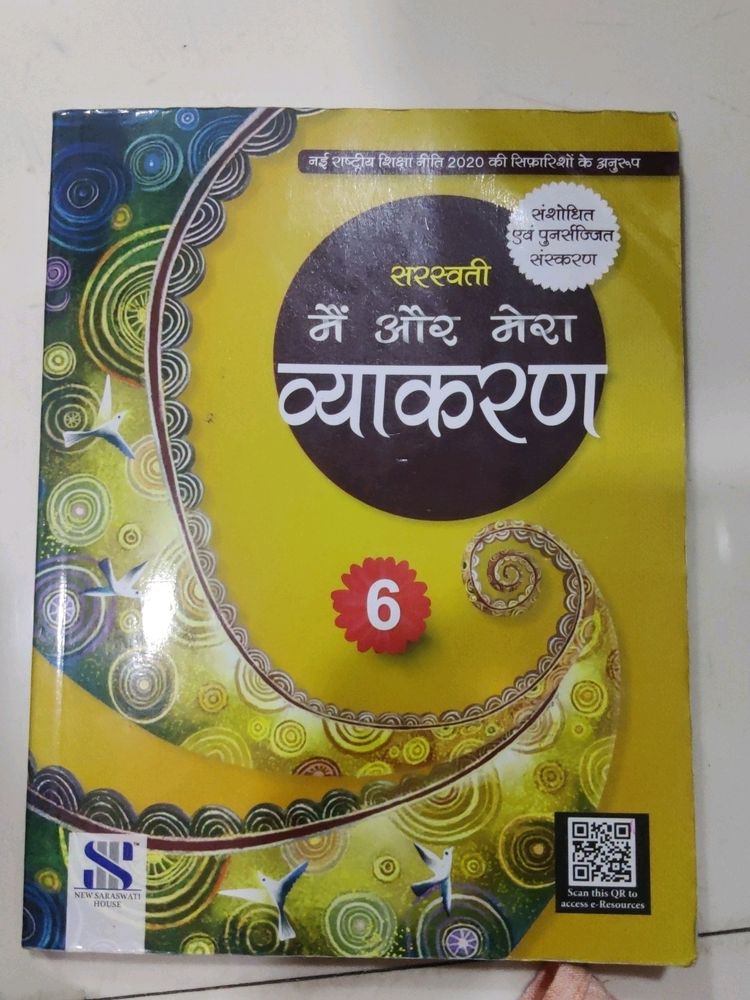 नई राष्ट्रीय शिक्षा नीति 2020 की सिफ़ारिशों के अनुरूप
संशोधित
एवं पुनर्सज्जित
संस्करण
सरस्वती
मैं और मेरा
व्याकरण
6
TM
NEW SARASWATI
HOUSE
Scan this QR to
access e-Resources